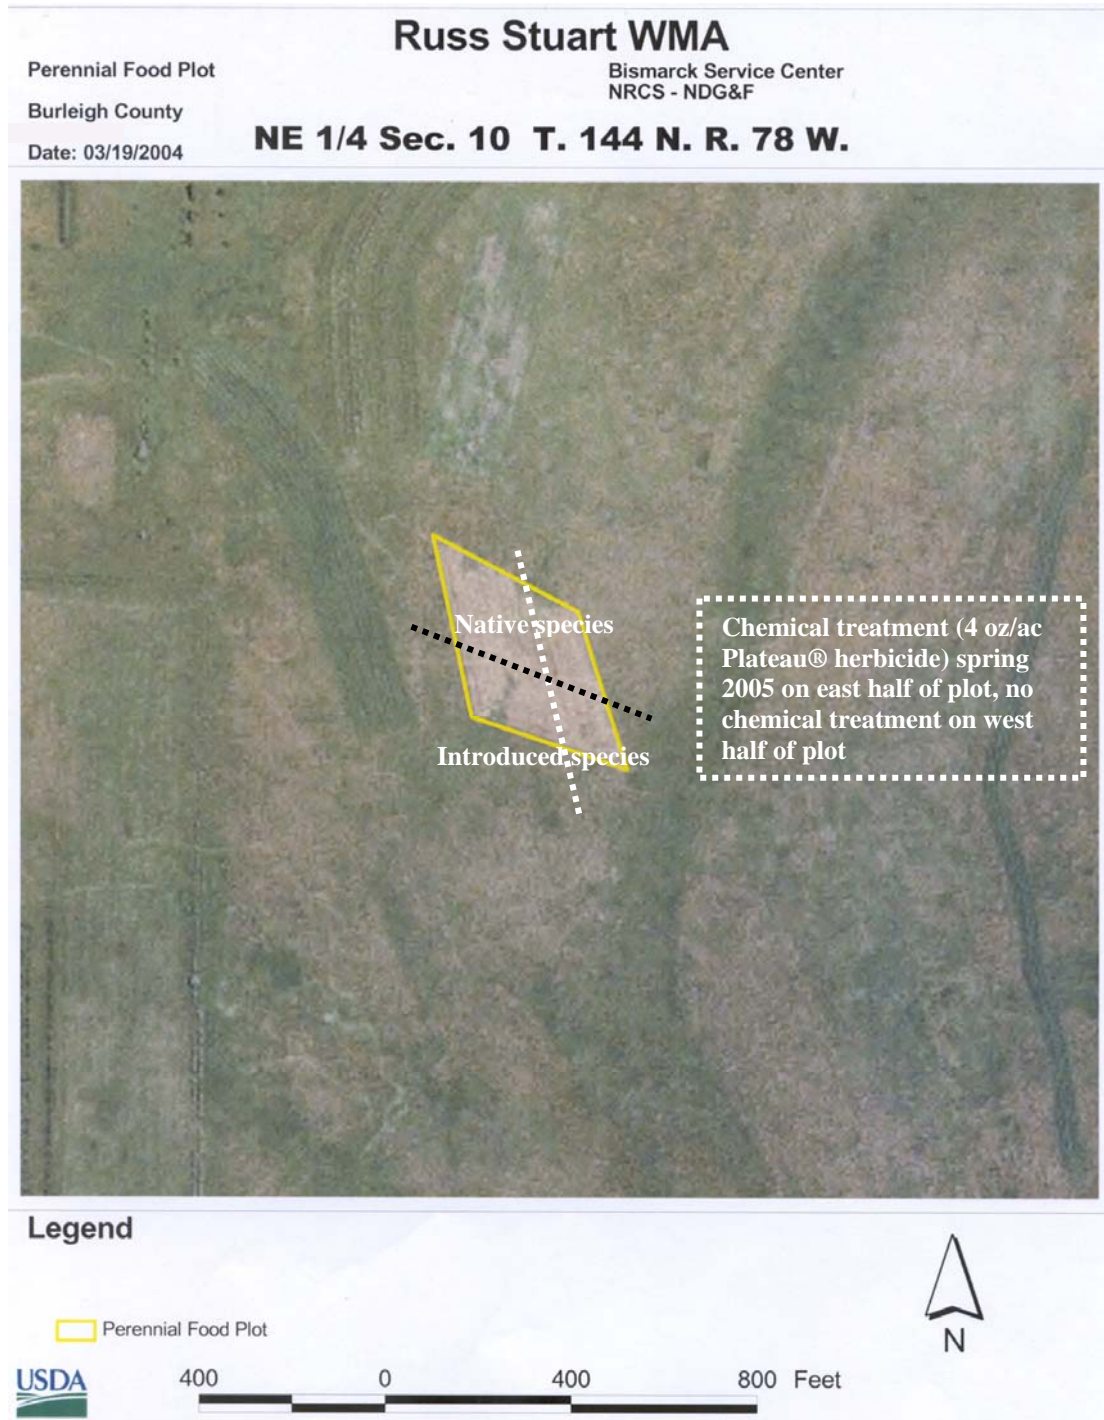 Russ Stuart WMA
Perennial Food Plot
Bismarck Service Center
NRCS - NDG&F
Burleigh County
NE 1/4 Sec. 10 T. 144 N. R. 78 W.
Date: 03/19/2004
Native species
Introduced species
Chemical treatment (4 oz/ac
Plateau® herbicide) spring
2005 on east half of plot, no
chemical treatment on west
half of plot
Legend
Perennial Food Plot
N
USDA
400 0 400 800 Feet